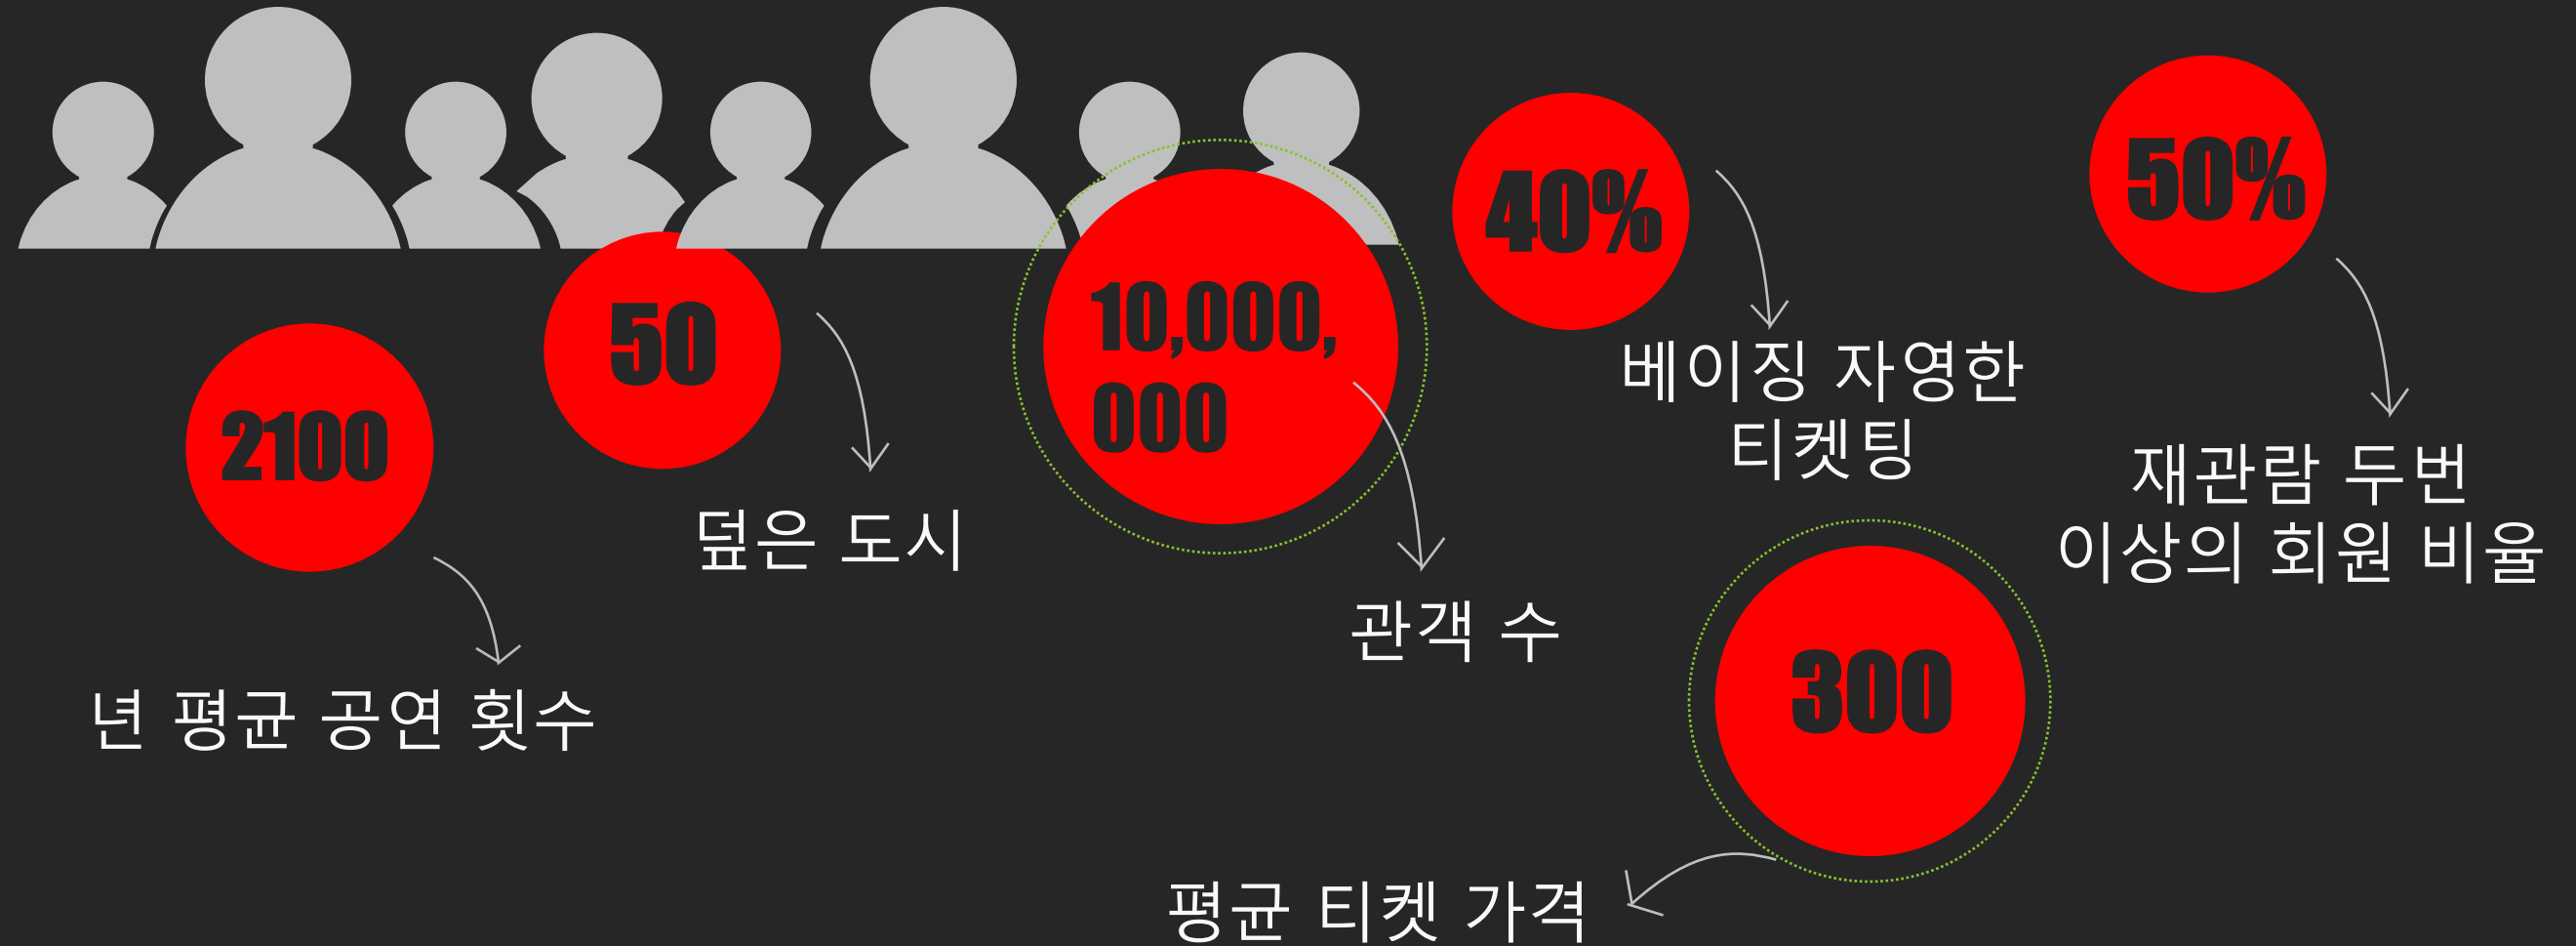 2100
년 평균 공연 횟수
50
덮은 도시
10,000,
000
관객 수
40%
베이징 자영한
티켓팅
50%
재관람 두번
이상의 회원 비율
300
평균 티켓 가격